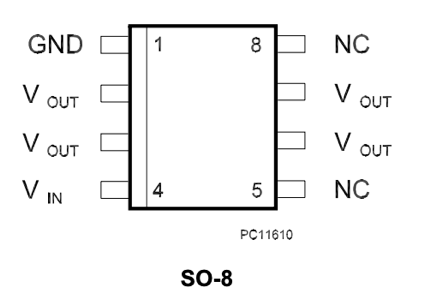 GND 1 8 NC
V OUT V OUT
V OUT V OUT
V IN 4 5 NC
PC11610
SO-8